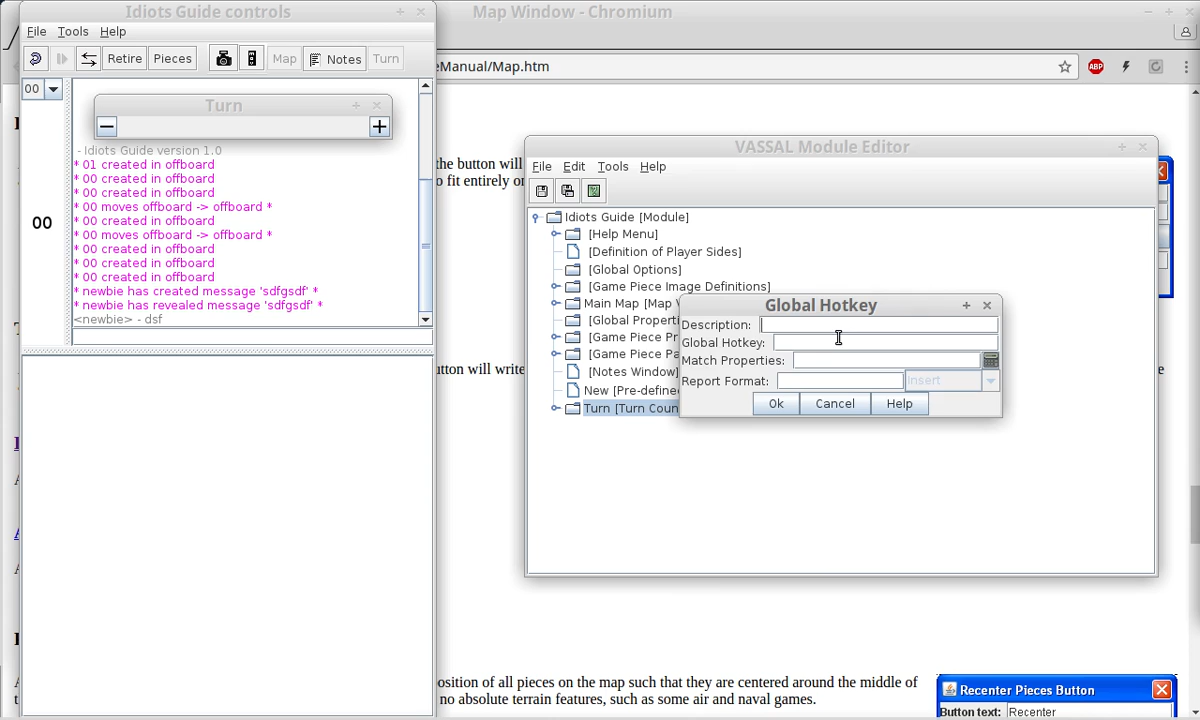 Idiots Guide controls
File Tools Help
Retire Pieces Map Notes Turn
00
Turn
- Idiots Guide version 1.0
* 01 created in offboard
* 00 created in offboard
* 00 created in offboard
* 00 moves offboard -> offboard *
* 00 created in offboard
* 00 moves offboard -> offboard *
* 00 created in offboard
* 00 created in offboard
* 00 created in offboard
* newbie has created message 'sdfgsdf' *
* newbie has revealed message 'sdfgsdf' *
<newbie> - dsf
00
Map Window - Chromium
eManual/Map.htm
ABP
the button will
o fit entirely or
VASSAL Module Editor
File Edit Tools Help
Idiots Guide [Module]
[Help Menu]
[Definition of Player Sides]
[Global Options]
[Game Piece Image Definitions]
Main Map [Map
[Global Properti
[Game Piece Pr
[Game Piece Pa
[Notes Window]
New [Pre-define
Turn [Turn Coun
Global Hotkey
Description:
Global Hotkey:
Match Properties:
Report Format: Insert
Ok Cancel Help
utton will write
e
osition of all pieces on the map such that they are centered around the middle of
no absolute terrain features, such as some air and naval games.
Recenter Pieces Button
Button text: Recenter